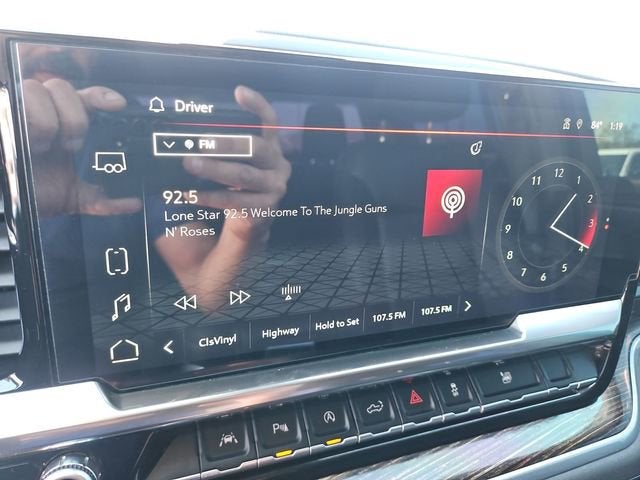 Driver
84° 1:19
FM
92.5
Lone Star 92.5 Welcome To The Jungle Guns
N' Roses
12
11 1
10 2
9 3
8 4
7 5
6
ClsVinyl Highway Hold to Set 107.5 FM 107.5 FM
P
A